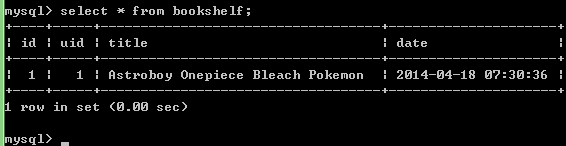 mysql> select * from bookshelf;
+----+-----+----------------------------------+---------------------+
| id | uid | title                            | date                |
+----+-----+----------------------------------+---------------------+
|  1 |   1 | Astroboy Onepiece Bleach Pokemon | 2014-04-18 07:30:36 |
+----+-----+----------------------------------+---------------------+
1 row in set (0.00 sec)
mysql> _